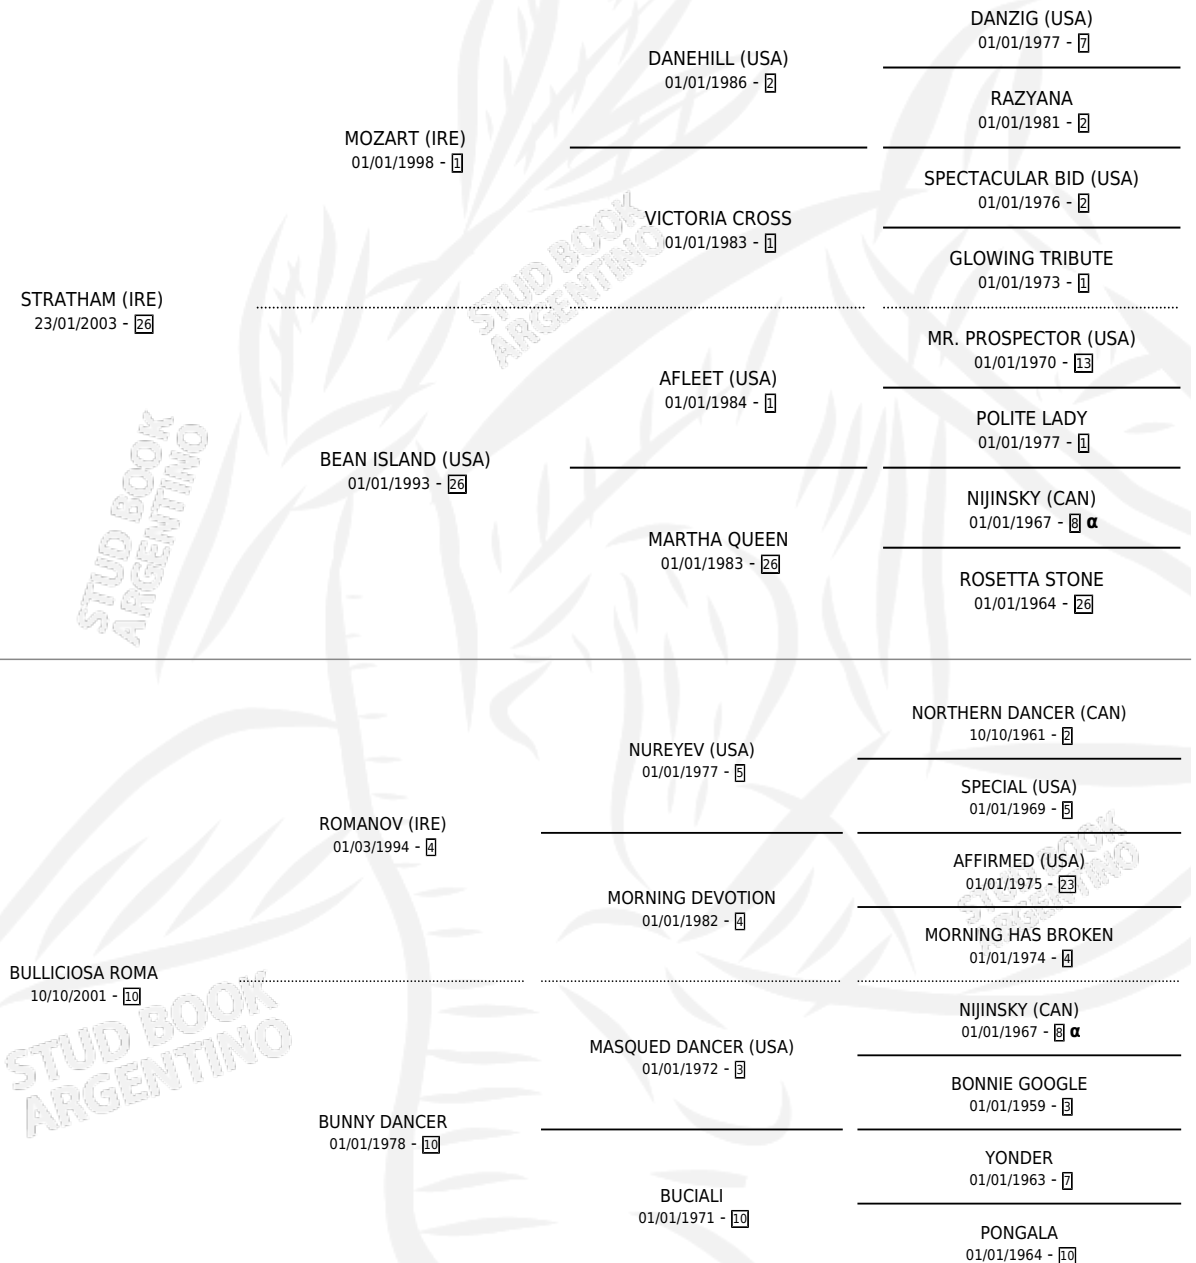 DANZIG (USA)
01/01/1977 - 7
DANEHILL (USA)
01/01/1986 - 2
RAZYANA
01/01/1981 - 2
MOZART (IRE)
01/01/1998 - 1
SPECTACULAR BID (USA)
01/01/1976 - 2
VICTORIA CROSS
01/01/1983 - 1
GLOWING TRIBUTE
01/01/1973 - 1
STRATHAM (IRE)
23/01/2003 - 26
MR. PROSPECTOR (USA)
01/01/1970 - 13
AFLEET (USA)
01/01/1984 - 1
POLITE LADY
01/01/1977 - 1
BEAN ISLAND (USA)
01/01/1993 - 26
NIJINSKY (CAN)
01/01/1967 - 8 α
MARTHA QUEEN
01/01/1983 - 26
ROSETTA STONE
01/01/1964 - 26
NORTHERN DANCER (CAN)
10/10/1961 - 2
NUREYEV (USA)
01/01/1977 - 5
SPECIAL (USA)
01/01/1969 - 5
ROMANOV (IRE)
01/03/1994 - 4
AFFIRMED (USA)
01/01/1975 - 23
MORNING DEVOTION
01/01/1982 - 4
MORNING HAS BROKEN
01/01/1974 - 4
BULLICIOSA ROMA
10/10/2001 - 10
NIJINSKY (CAN)
01/01/1967 - 8 α
MASQUED DANCER (USA)
01/01/1972 - 3
BONNIE GOOGLE
01/01/1959 - 3
BUNNY DANCER
01/01/1978 - 10
YONDER
01/01/1963 - 7
BUCIALI
01/01/1971 - 10
PONGALA
01/01/1964 - 10
STUD BOOK
ARGENTINO
STUD BOOK
ARGENTINO
STUD BOOK
ARGENTINO
STUD BOOK
ARGENTINO